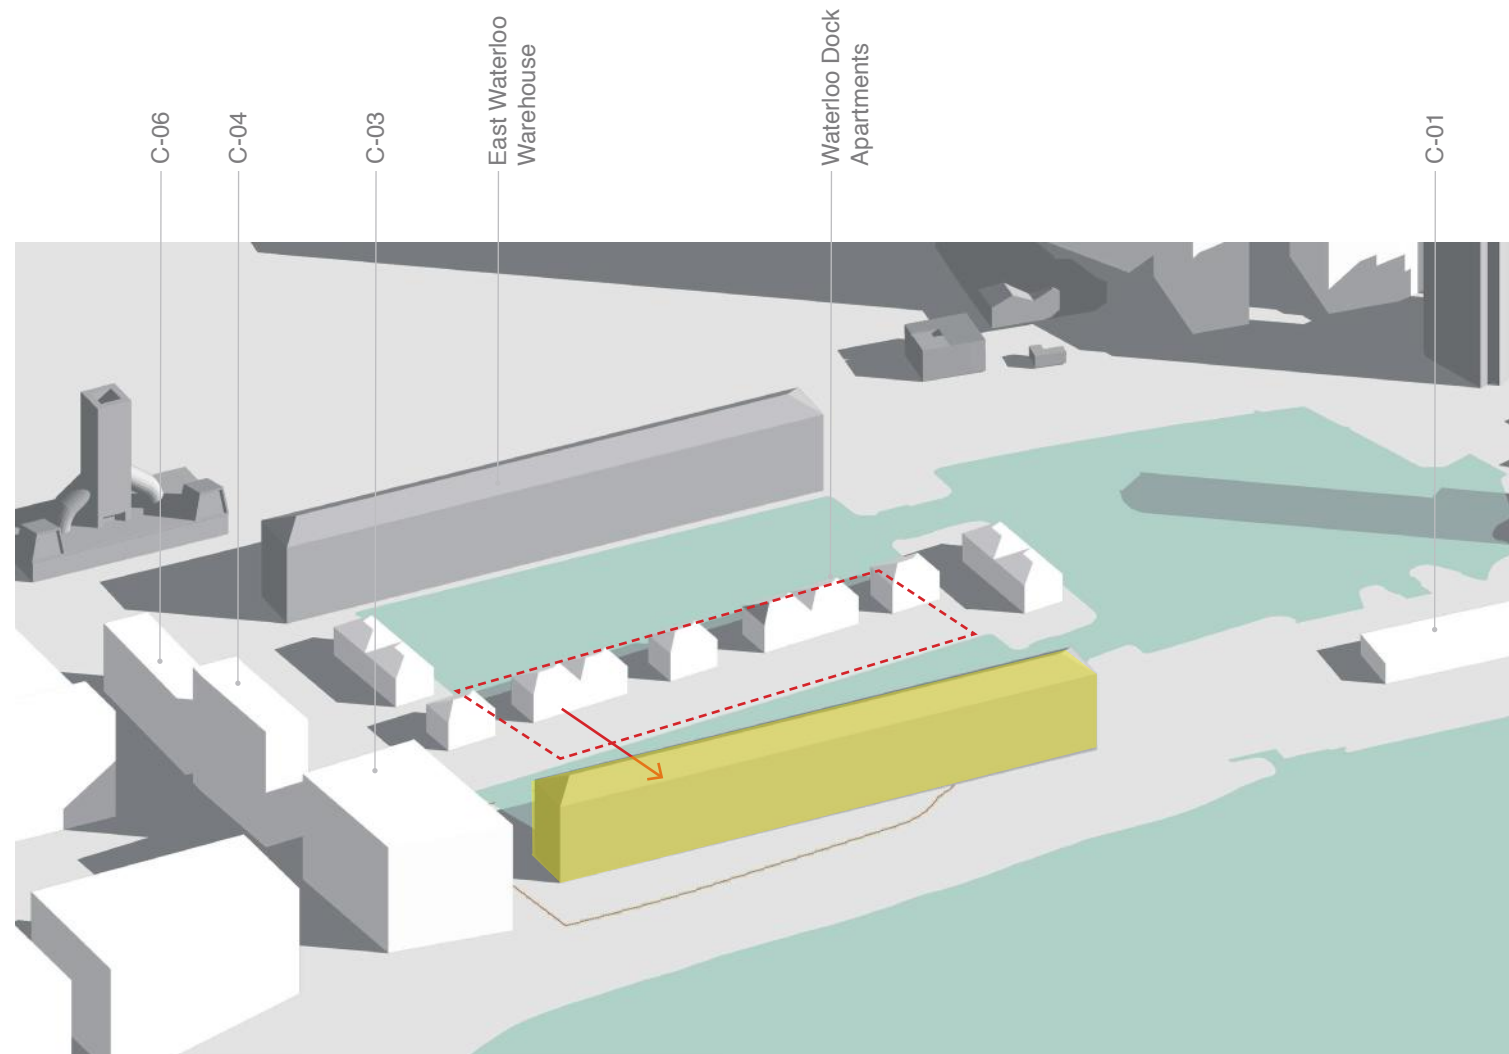 C-06
C-04
C-03
East Waterloo
Warehouse
Waterloo Dock
Apartments
C-01